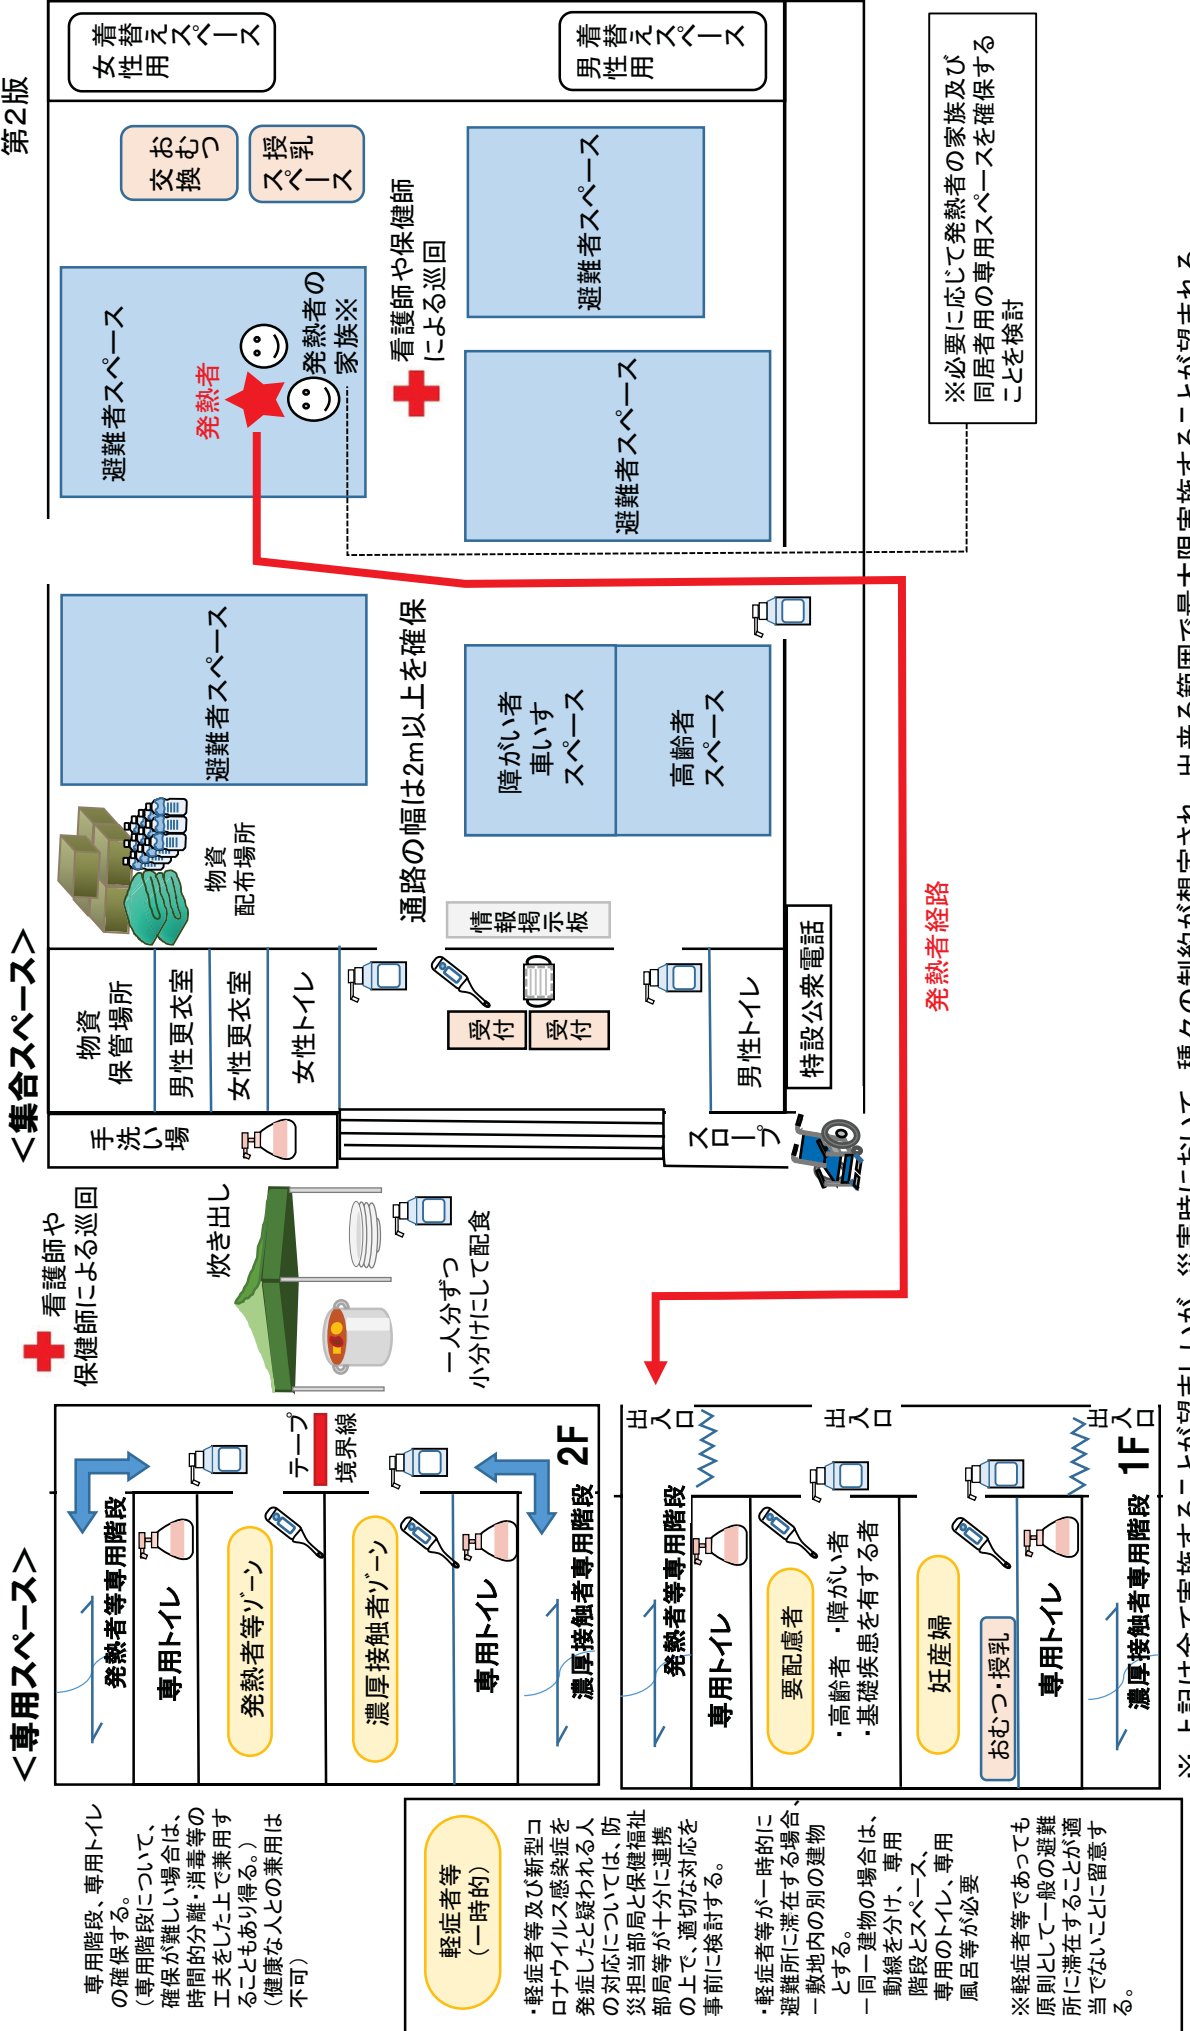 第２版
＜専用スペース＞
＜集合スペース＞
専用階段、専用トイレ
の確保する。
（専用階段について、
確保が難しい場合は、
時間的分離・消毒等の
工夫をした上で兼用す
ることもあり得る。）
（健康な人との兼用は
不可）
軽症者等
（一時的）
・軽症者等及び新型コ
ロナウイルス感染症を
発症したと疑われる人
の対応については、防
災担当部局と保健福祉
部局等が十分に連携
の上で、適切な対応を
事前に検討する。
・軽症者等が一時的に
避難所に滞在する場合、
－敷地内の別の建物
とする。
－同一建物の場合は、
動線を分け、専用
階段とスペース、
専用のトイレ、専用
風呂等が必要
※軽症者等であっても
原則として一般の避難
所に滞在することが適
当でないことに留意す
る。
発熱者等専用階段
専用トイレ
発熱者等ゾーン
テープ
境界線
濃厚接触者ゾーン
専用トイレ
濃厚接触者専用階段
2F
出入口
発熱者等専用階段
専用トイレ
要配慮者
・高齢者 ・障がい者
・基礎疾患を有する者
出入口
妊産婦
おむつ・授乳
専用トイレ
濃厚接触者専用階段
出入口
1F
看護師や
保健師による巡回
炊き出し
一人分ずつ
小分けにして配食
手洗い場
スロープ
物資
保管場所
男性更衣室
女性更衣室
女性トイレ
受付
受付
男性トイレ
特設公衆電話
情報
掲示
板
物資
配布場所
通路の幅は2m以上を確保
避難者スペース
障がい者
車いす
スペース
高齢者
スペース
発熱者経路
避難者スペース
発熱者
発熱者の
家族※
看護師や保健師
による巡回
避難者スペース
避難者スペース
おむつ
交換
授乳
スペース
女性用
着替えスペース
男性用
着替えスペース
※必要に応じて発熱者の家族及び
同居者用の専用スペースを確保する
ことを検討